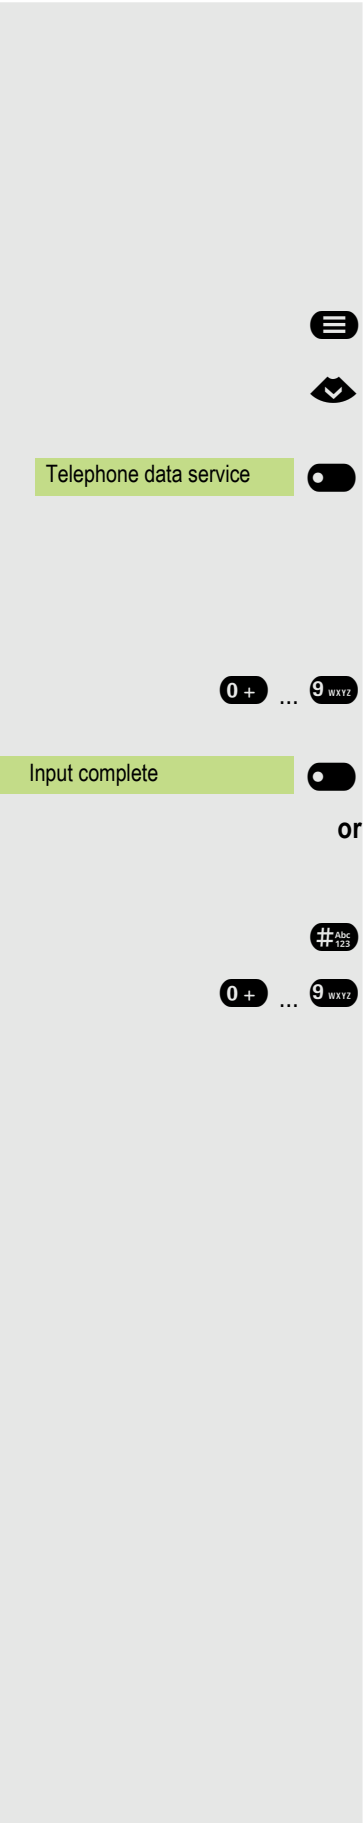 Telephone data service
0 + ... 9 WXYZ
Input complete
or
# Abc 123
0 + ... 9 WXYZ